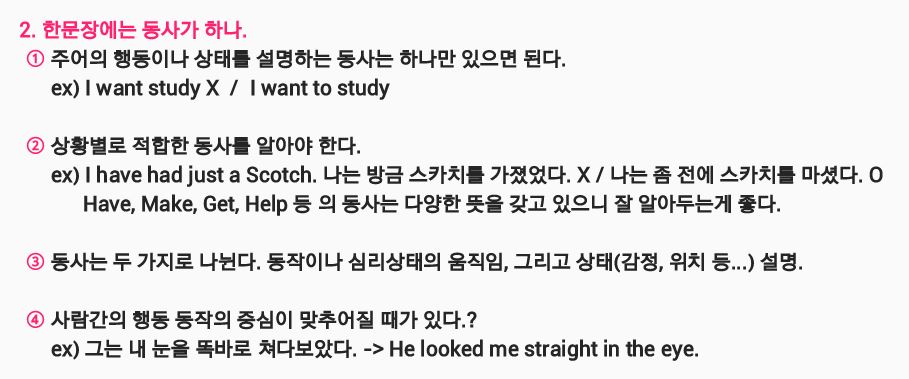 2. 한문장에는 동사가 하나.
① 주어의 행동이나 상태를 설명하는 동사는 하나만 있으면 된다.
ex) I want study X / I want to study
② 상황별로 적합한 동사를 알아야 한다.
ex) I have had just a Scotch. 나는 방금 스카치를 가졌었다. X / 나는 좀 전에 스카치를 마셨다. O
Have, Make, Get, Help 등 의 동사는 다양한 뜻을 갖고 있으니 잘 알아두는게 좋다.
③ 동사는 두 가지로 나뉜다. 동작이나 심리상태의 움직임, 그리고 상태(감정, 위치 등...) 설명.
④ 사람간의 행동 동작의 중심이 맞추어질 때가 있다.?
ex) 그는 내 눈을 똑바로 쳐다보았다. -> He looked me straight in the eye.